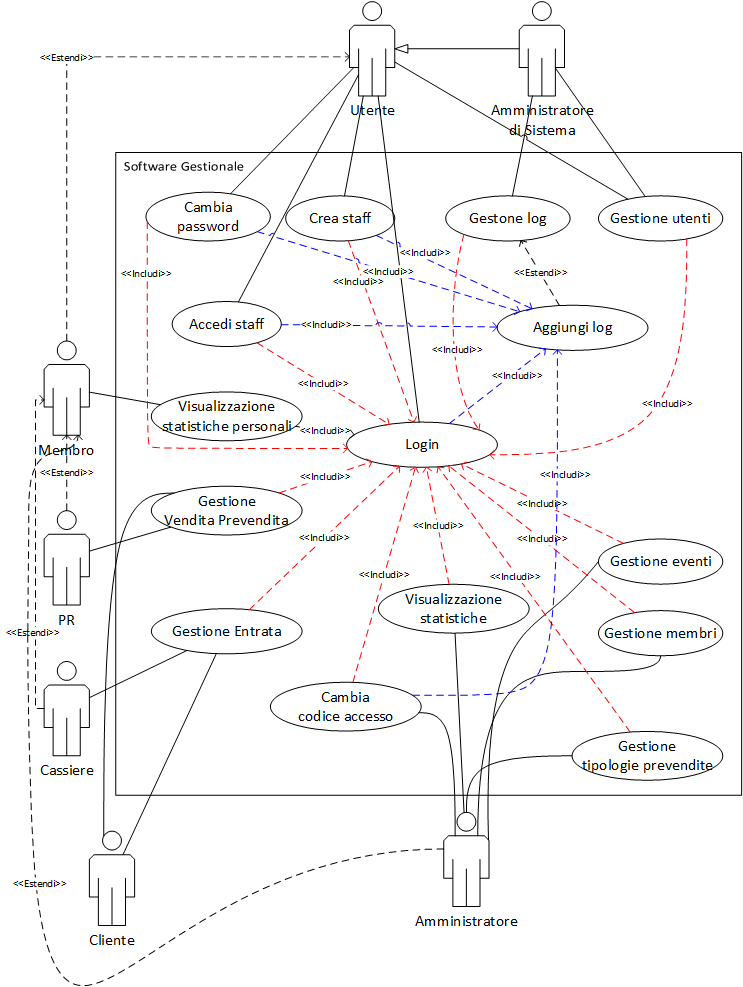 <<Estendi>>
Utente
Amministratore
di Sistema
Software Gestionale
Cambia
password
Crea staff
Gestone log
Gestione utenti
<<Includi>>
<<Includi>>
<<Includi>>
<<Includi>>
<<Estendi>>
Accedi staff
<<Includi>>
Aggiungi log
<<Includi>>
<<Includi>>
<<Includi>>
<<Includi>>
Visualizzazione
statistiche personali
<<Includi>>
Membro
Login
<<Estendi>>
<<Includi>>
<<Includi>>
Gestione
Vendita Prevendita
<<Includi>>
<<Includi>>
<<Includi>>
Gestione eventi
<<Includi>>
<<Includi>>
PR
Visualizzazione
statistiche
<<Estendi>>
Gestione Entrata
Gestione membri
Cambia
codice accesso
Gestione
tipologie prevendite
Cassiere
<<Estendi>>
Cliente
Amministratore